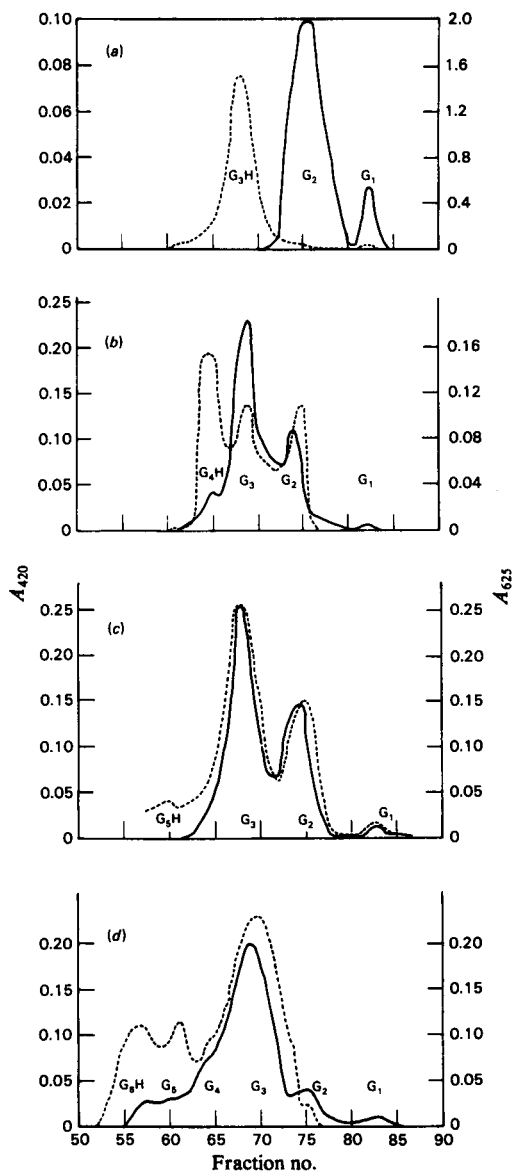 0.10 2.0
(a)
0.08 1.6
0.06 1.2
G₃H G₂ G₁
0.04 0.8
0.02 0.4
0 0
0.25
(b)
0.20 0.16
0.15 0.12
0.10 0.08
G₄H G₃ G₂ G₁
0.05 0.04
0 0
A₄₂₀ A₆₂₅
0.25 0.25
(c)
0.20 0.20
0.15 0.15
0.10 0.10
0.05 0.05
G₅H G₃ G₂ G₁
0 0
(d)
0.20 0.20
0.15 0.15
0.10 0.10
0.05 0.05
G₆H G₅ G₄ G₃ G₂ G₁
0 0
50 55 60 65 70 75 80 85 90
Fraction no.